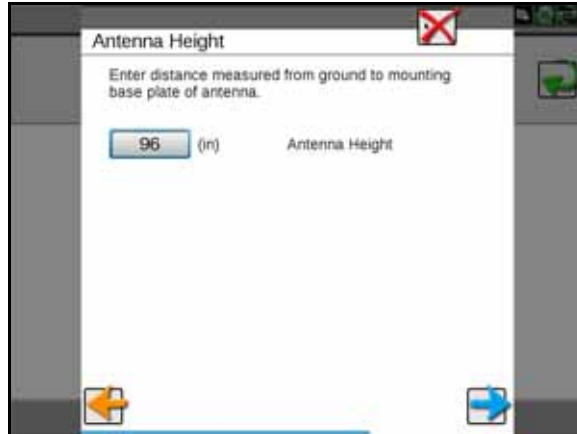 Antenna Height
Enter distance measured from ground to mounting
base plate of antenna.
96 (in) Antenna Height